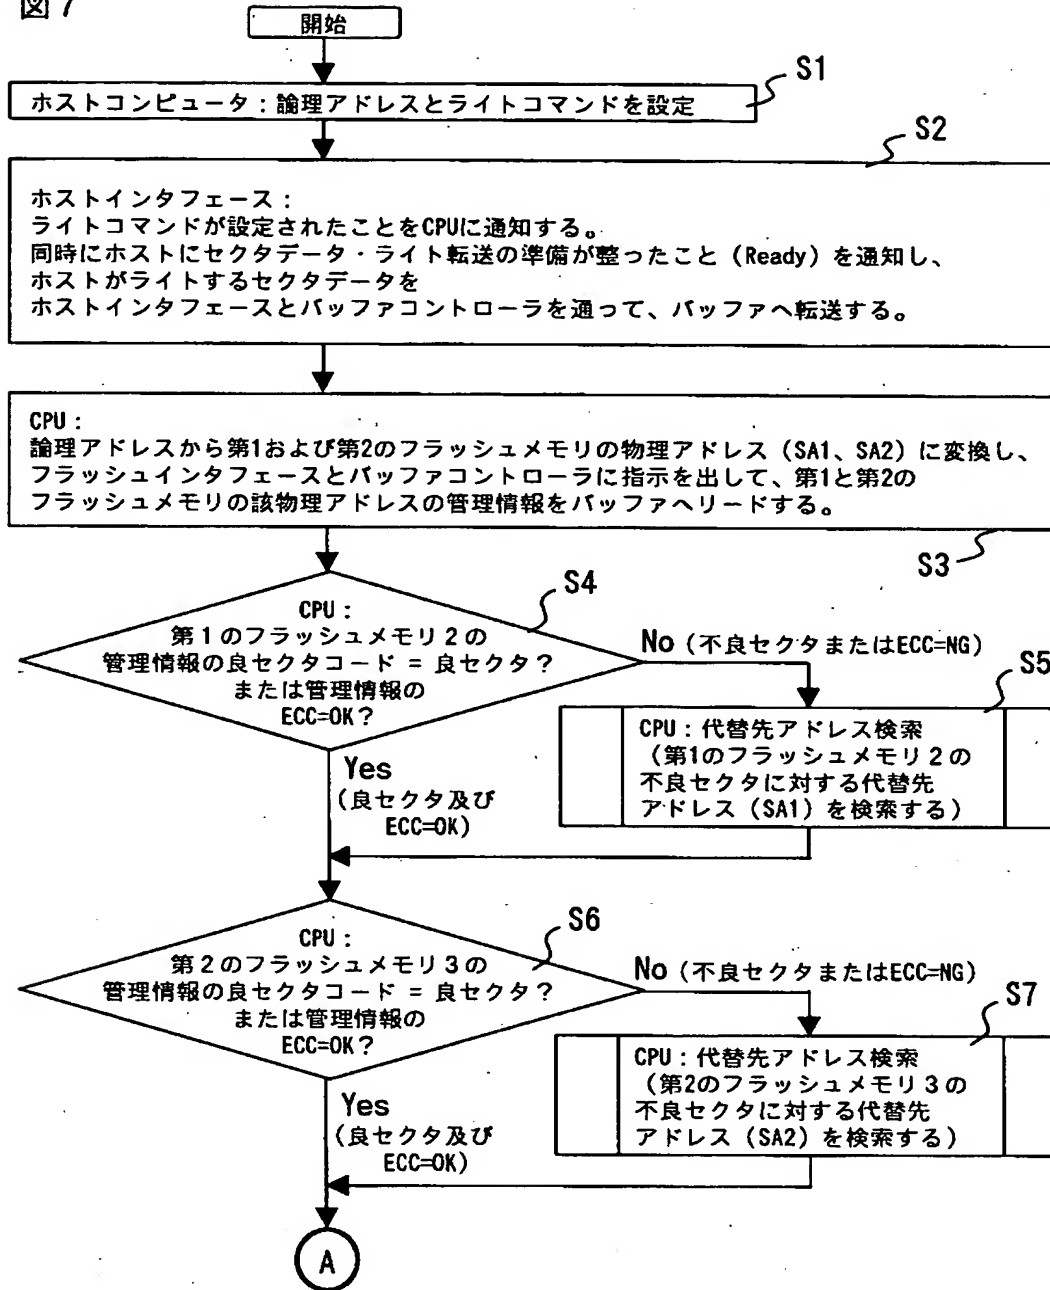 図7
開始
S1
ホストコンピュータ:論理アドレスとライトコマンドを設定
S2
ホストインタフェース:
ライトコマンドが設定されたことをCPUに通知する。
同時にホストにセクタデータ・ライト転送の準備が整ったこと(Ready)を通知し、
ホストがライトするセクタデータを
ホストインタフェースとバッファコントローラを通って、バッファへ転送する。
CPU:
論理アドレスから第1および第2のフラッシュメモリの物理アドレス(SA1、SA2)に変換し、
フラッシュインタフェースとバッファコントローラに指示を出して、第1と第2の
フラッシュメモリの該物理アドレスの管理情報をバッファへリードする。
S3
S4
CPU:
第1のフラッシュメモリ2の
管理情報の良セクタコード = 良セクタ?
または管理情報の
ECC=OK?
No(不良セクタまたはECC=NG)
S5
CPU:代替先アドレス検索
(第1のフラッシュメモリ2の
不良セクタに対する代替先
アドレス(SA1)を検索する)
Yes
(良セクタ及び
ECC=OK)
S6
CPU:
第2のフラッシュメモリ3の
管理情報の良セクタコード = 良セクタ?
または管理情報の
ECC=OK?
No(不良セクタまたはECC=NG)
S7
CPU:代替先アドレス検索
(第2のフラッシュメモリ3の
不良セクタに対する代替先
アドレス(SA2)を検索する)
Yes
(良セクタ及び
ECC=OK)
A